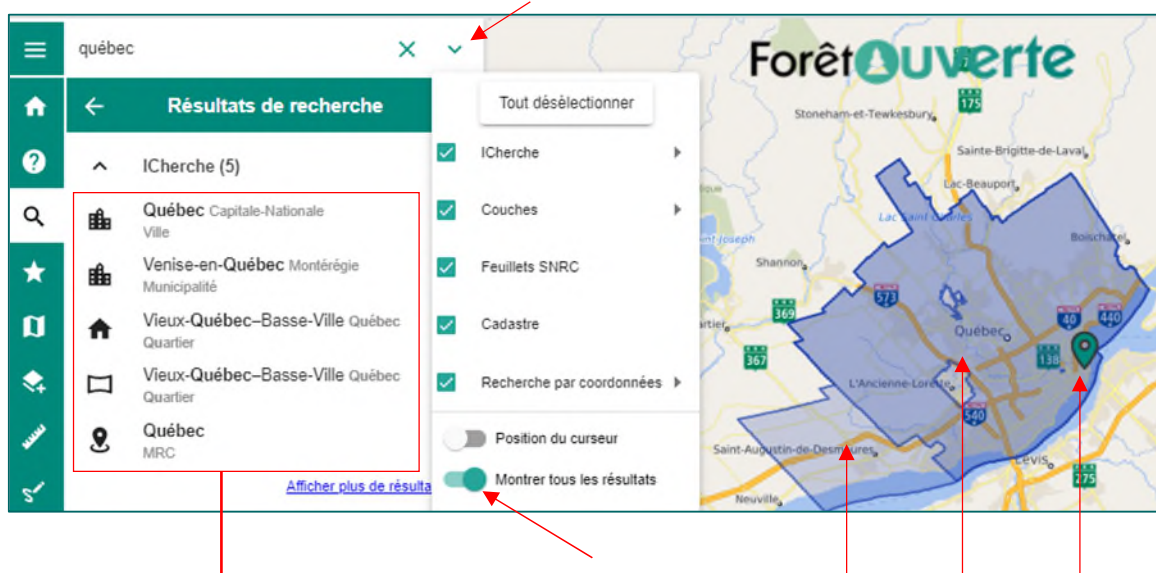 québec
Résultats de recherche
ICherche (5)
Québec Capitale-Nationale
Ville
Venise-en-Québec Montérégie
Municipalité
Vieux-Québec–Basse-Ville Québec
Quartier
Vieux-Québec–Basse-Ville Québec
Quartier
Québec
MRC
Afficher plus de résulta
Tout désélectionner
ICherche
Couches
Feuillets SNRC
Cadastre
Recherche par coordonnées
Position du curseur
Montrer tous les résultats
ForêtOuverte
175
Stoneham-et-Tewkesbury
Sainte-Brigitte-de-Laval
Lac-Beauport
Lac Saint-Charles
Boischatel
int-Joseph
Shannon
573
369
40
440
rtier
Québec
138
367
L'Ancienne-Lorette
540
Saint-Augustin-de-Desmaures
Lévis
275
Neuville